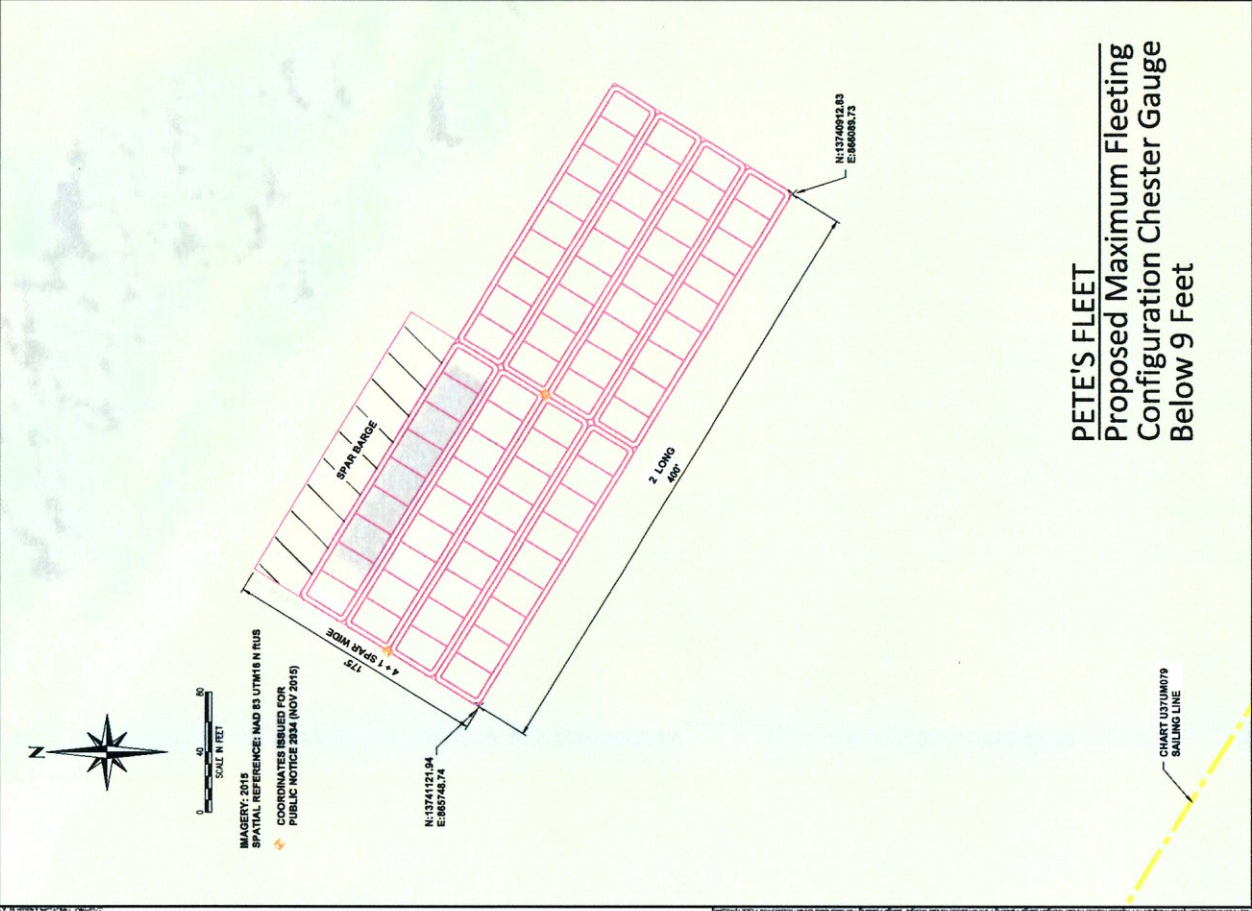 N
0 40 80
SCALE IN FEET
IMAGERY: 2015
SPATIAL REFERENCE: NAD 83 UTM16 N ftUS
COORDINATES ISSUED FOR
PUBLIC NOTICE 2934 (NOV 2015)
SPAR BARGE
4 + 1 SPAR WIDE
175'
N:13741121.94
E:865748.74
2 LONG
400'
N:13740912.83
E:866089.73
CHART U37UM079
SAILING LINE
PETE'S FLEET
Proposed Maximum Fleeting
Configuration Chester Gauge
Below 9 Feet